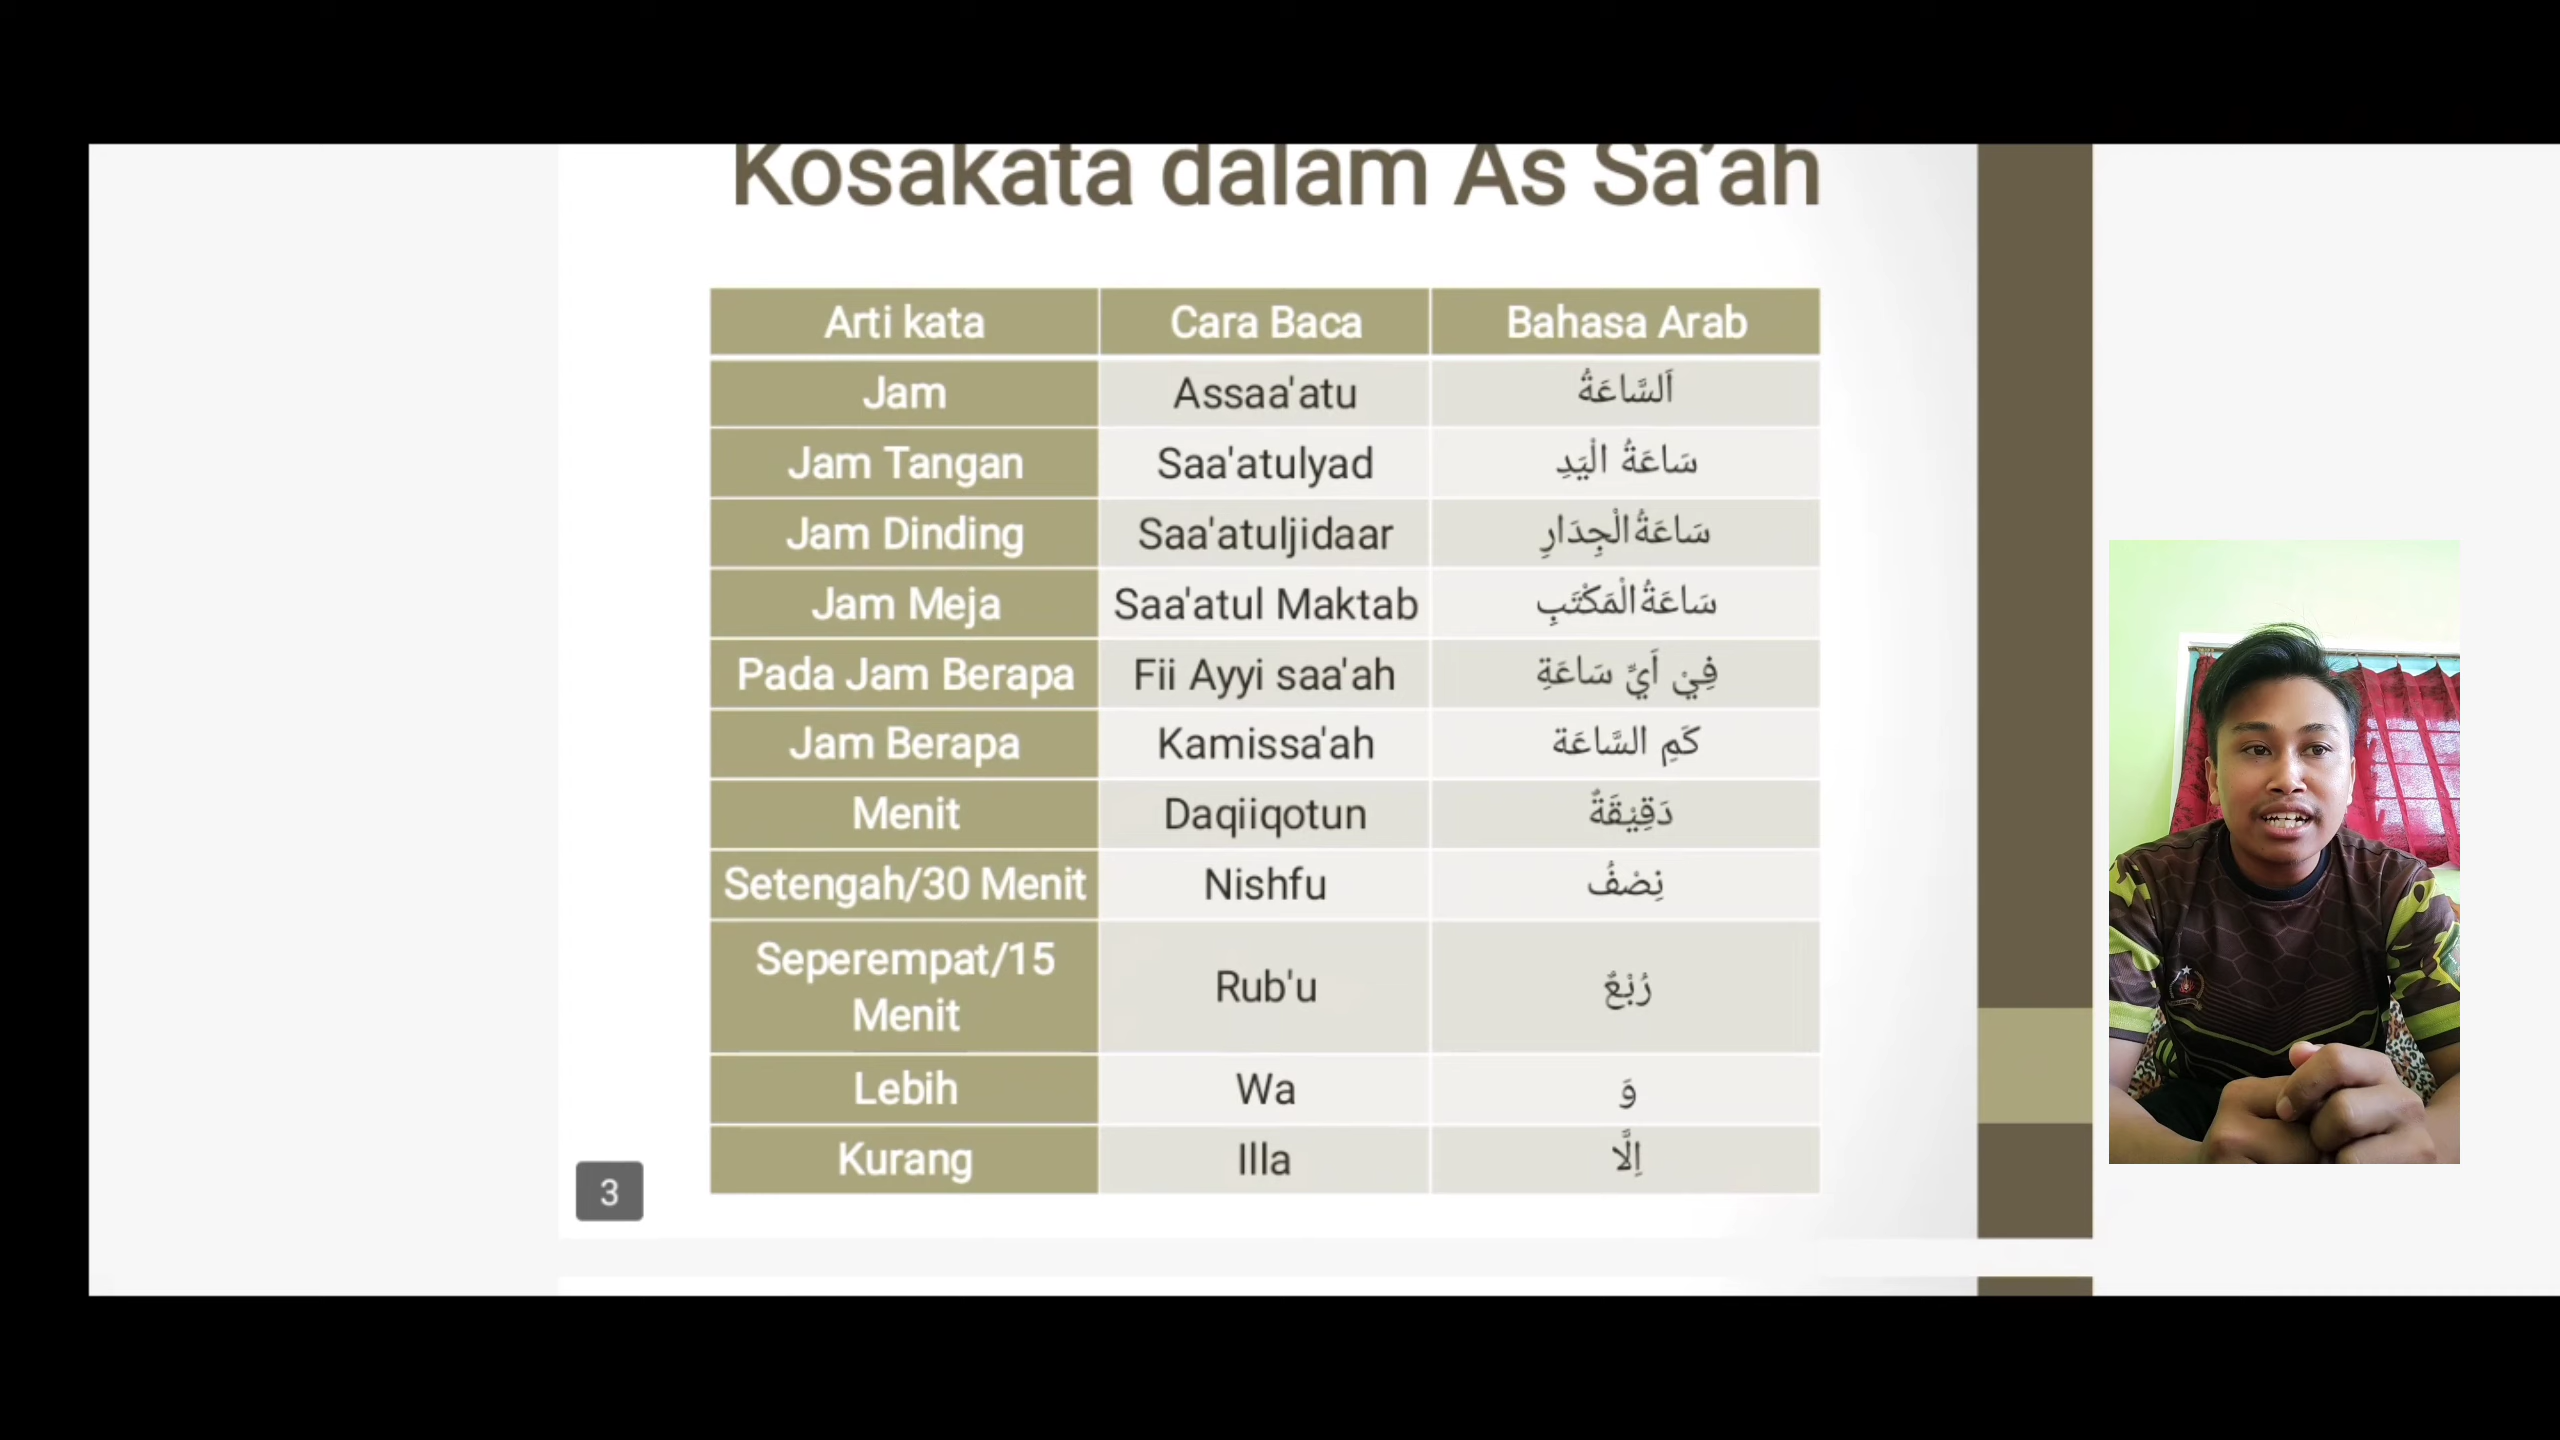 Kosakata dalam As Sa'ah
Arti kata Cara Baca Bahasa Arab
Jam Assaa'atu اَلسَّاعَةُ
Jam Tangan Saa'atulyad سَاعَةُ الْيَدِ
Jam Dinding Saa'atuljidaar سَاعَةُ الْجِدَارِ
Jam Meja Saa'atul Maktab سَاعَةُ الْمَكْتَبِ
Pada Jam Berapa Fii Ayyi saa'ah فِيْ اَيِّ سَاعَةِ
Jam Berapa Kamissa'ah كَمِ السَّاعَة
Menit Daqiiqotun دَقِيْقَةٌ
Setengah/30 Menit Nishfu نِصْفُ
Seperempat/15
Menit Rub'u رُبْعٌ
Lebih Wa وَ
Kurang Illa اِلَّا
3